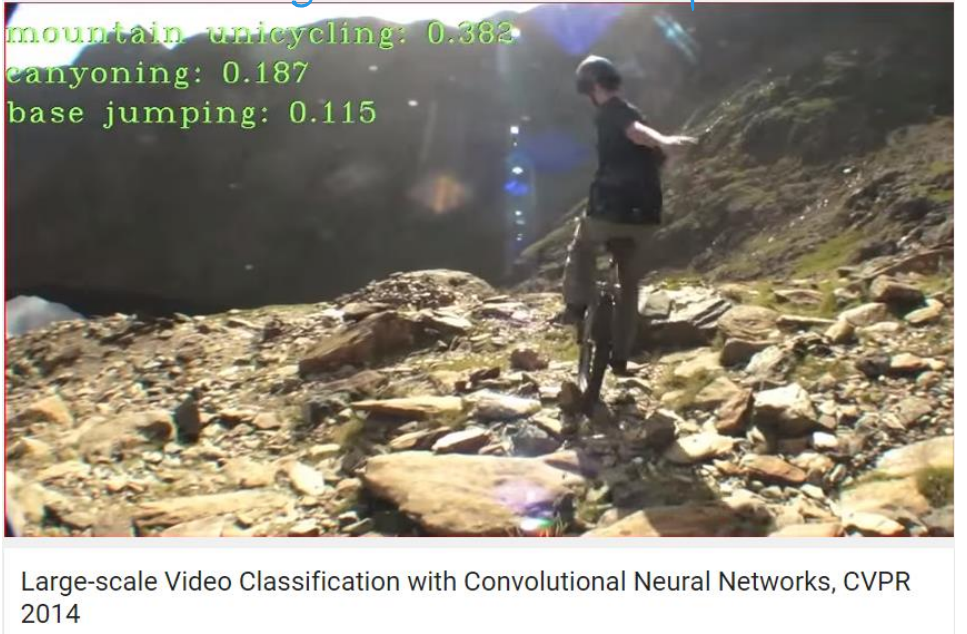 mountain unicycling: 0.382
canyoning: 0.187
base jumping: 0.115
Large-scale Video Classification with Convolutional Neural Networks, CVPR
2014